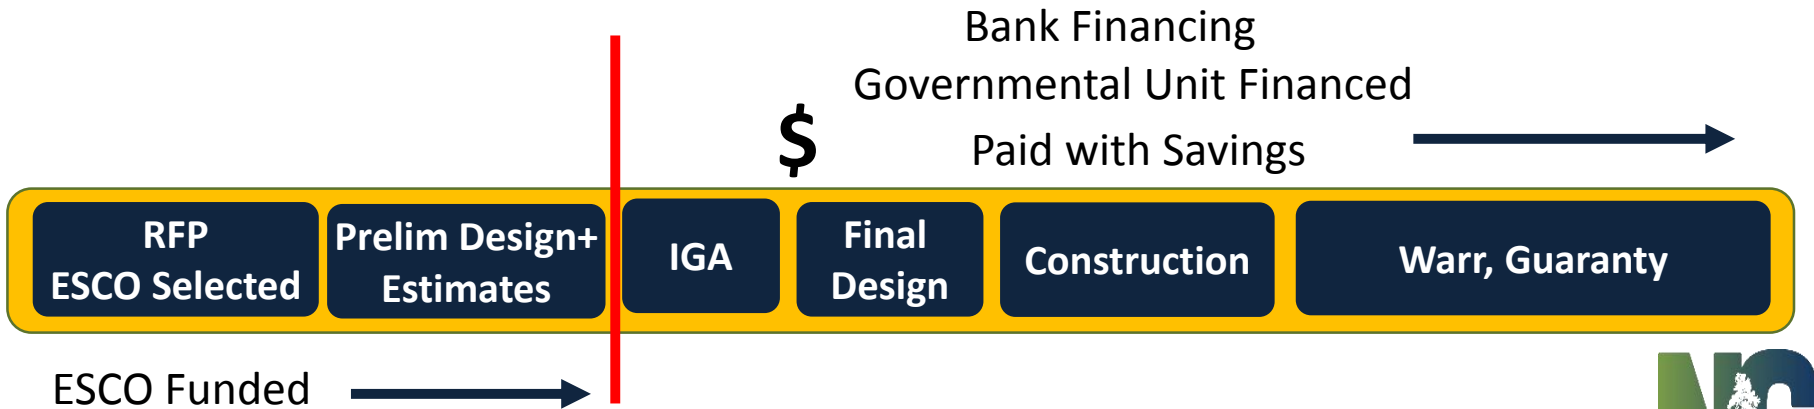 Bank Financing
Governmental Unit Financed
$
Paid with Savings
RFP
ESCO Selected
Prelim Design+
Estimates
IGA
Final
Design
Construction
Warr, Guaranty
ESCO Funded
NC